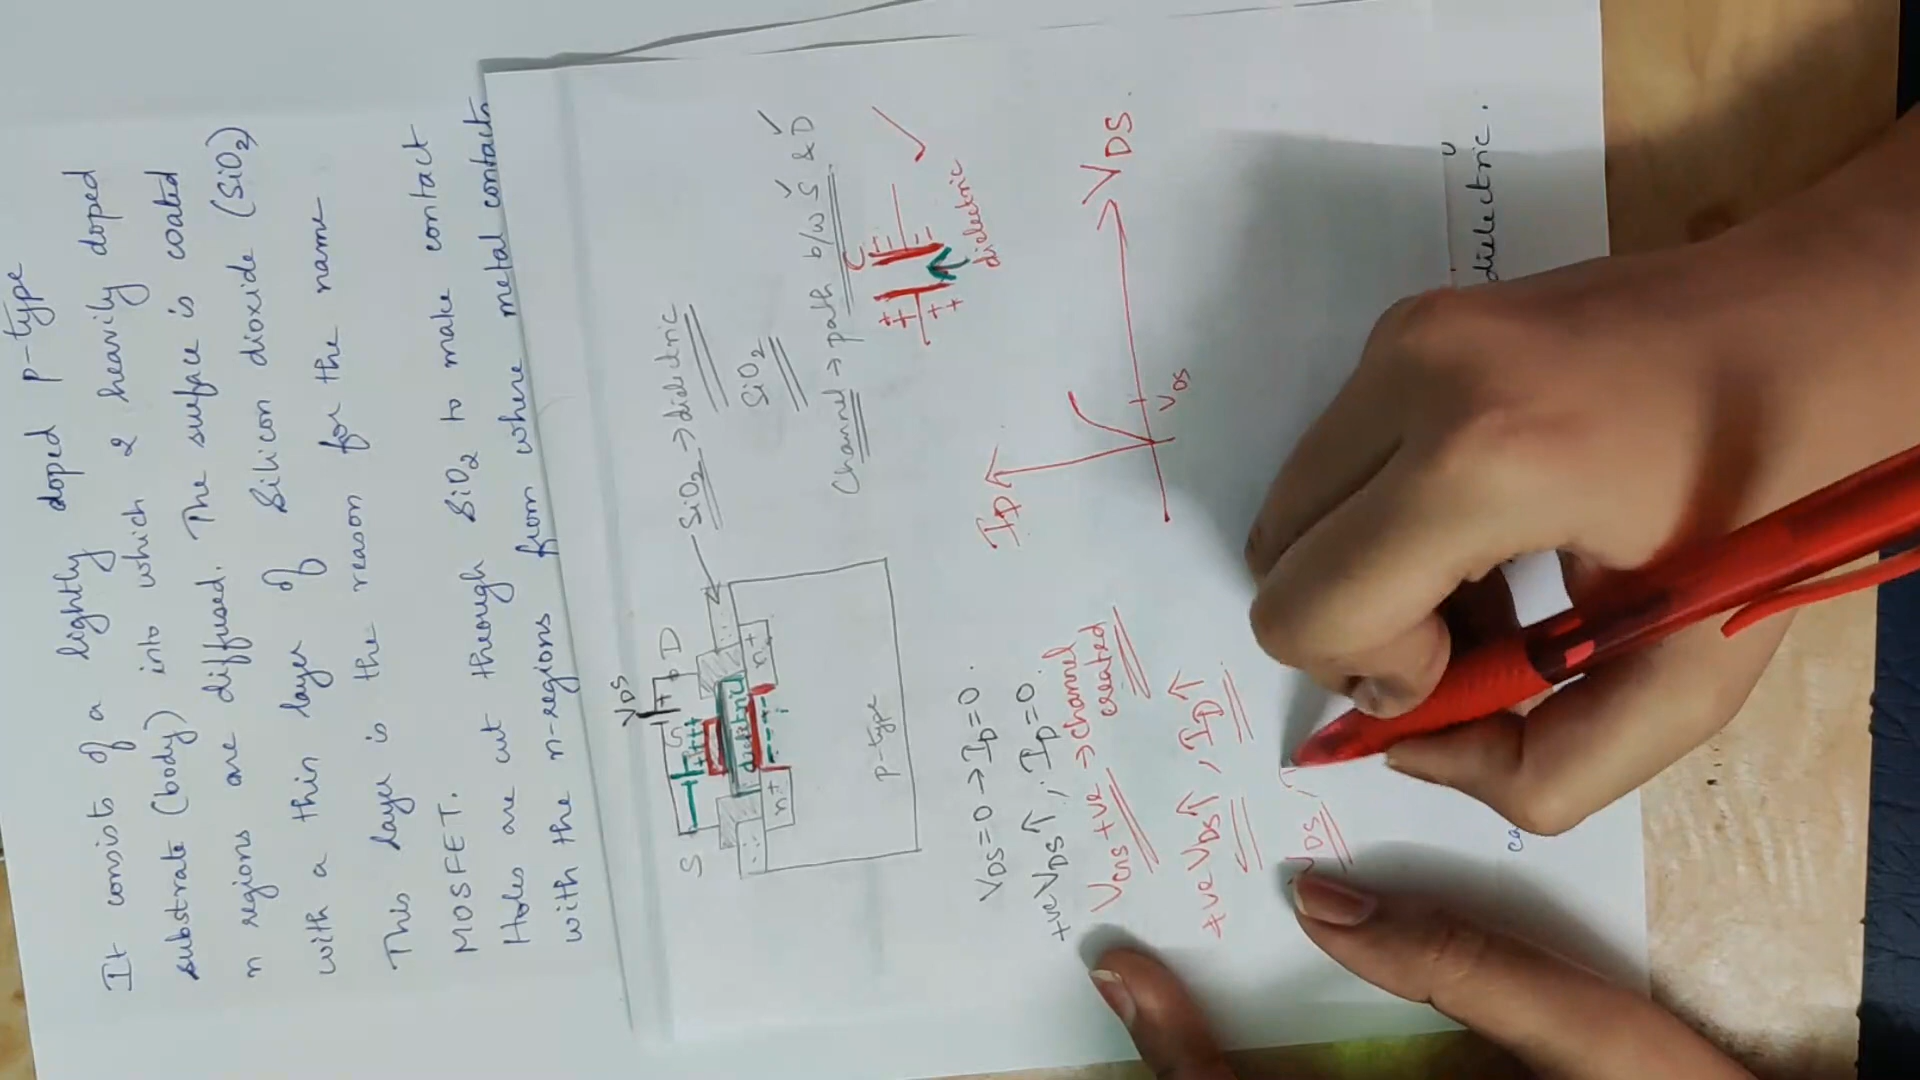 It consist of a lightly doped p-type
substrate (body) into which 2 heavily doped
n regions are diffused. The surface is coated
with a thin layer of Silicon dioxide (SiO2)
This layer is the reason for the name
MOSFET.
Holes are cut through SiO2 to make contact
with the n-regions from where metal contacts
VDS
S
G
D
++++
dielectric
n+
n+
p-type
SiO2 → dielectric
SiO2
Channel → path b/w S & D
C
++
++
--
--
dielectric
VDS=0 → ID=0
+ve VDS↑, ID=0
VGS +ve → channel
created
+ve VDS↑, ID↑
VDS,
ID↑
VDS
VDS
dielectric.